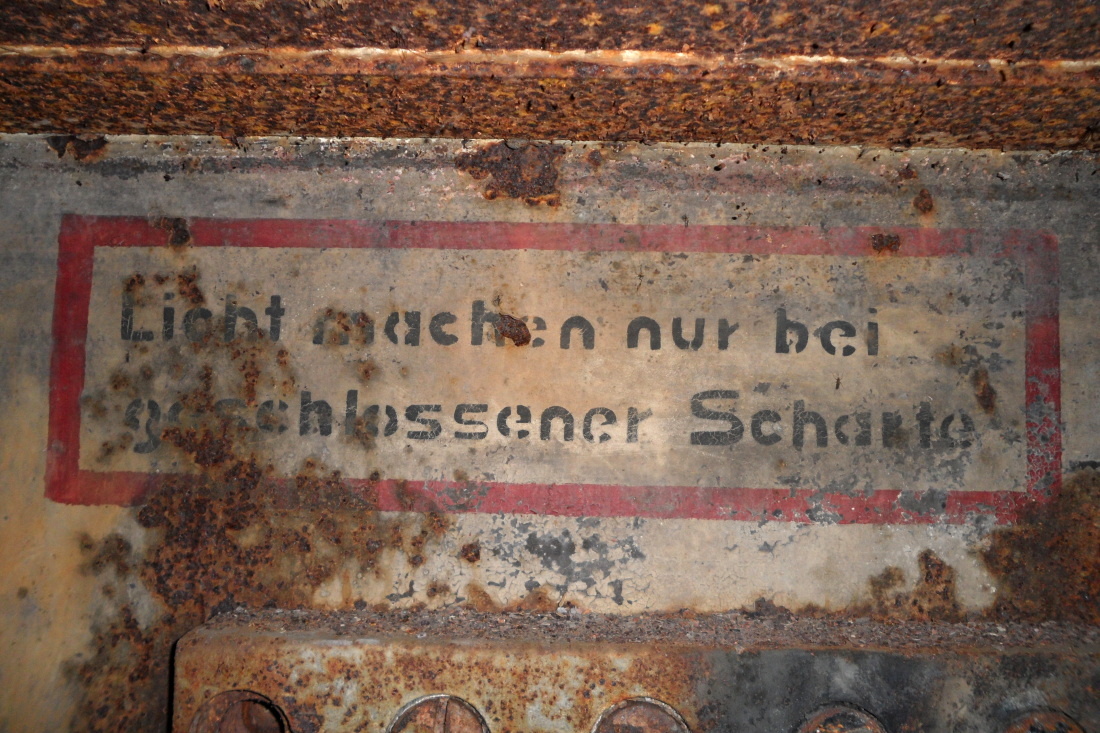 Licht machen nur bei
geschlossener Scharte